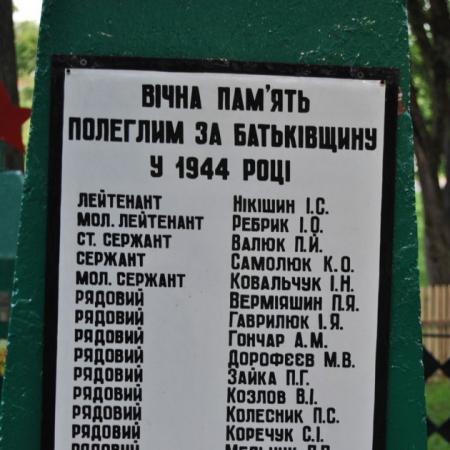 ВІЧНА ПАМ'ЯТЬ
ПОЛЕГЛИМ ЗА БАТЬКІВЩИНУ
У 1944 РОЦІ
ЛЕЙТЕНАНТ НІКІШИН І.С.
МОЛ. ЛЕЙТЕНАНТ РЕБРИК І.О.
СТ. СЕРЖАНТ ВАЛЮК П.Й.
СЕРЖАНТ САМОЛЮК К.О.
МОЛ. СЕРЖАНТ КОВАЛЬЧУК І.Н.
РЯДОВИЙ ВЕРМІЯШИН П.Я.
РЯДОВИЙ ГАВРИЛЮК І.Я.
РЯДОВИЙ ГОНЧАР А.М.
РЯДОВИЙ ДОРОФЄЄВ М.В.
РЯДОВИЙ ЗАЙКА П.Г.
РЯДОВИЙ КОЗЛОВ В.І.
РЯДОВИЙ КОЛЕСНИК П.С.
РЯДОВИЙ КОРЕЧУК С.І.
РЯДОВИЙ